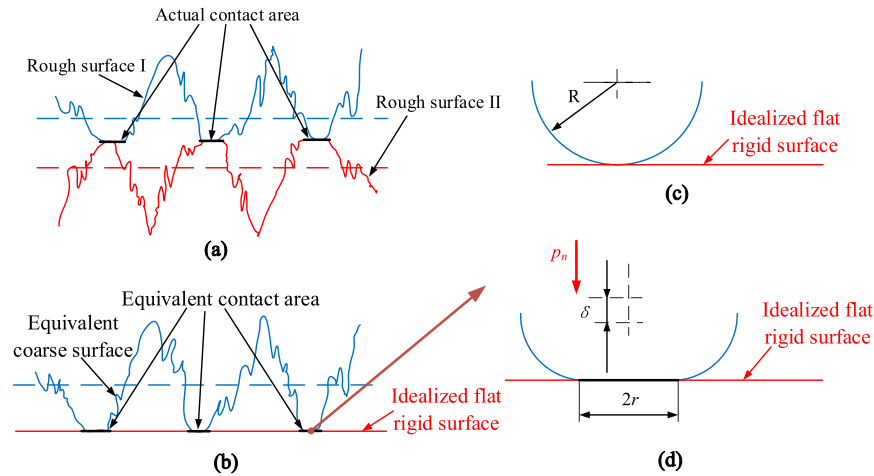 Actual contact area
Rough surface I
Rough surface II
(a)
R
Idealized flat
rigid surface
(c)
Equivalent contact area
Equivalent
coarse surface
Idealized flat
rigid surface
(b)
pn
δ
Idealized flat
rigid surface
2r
(d)